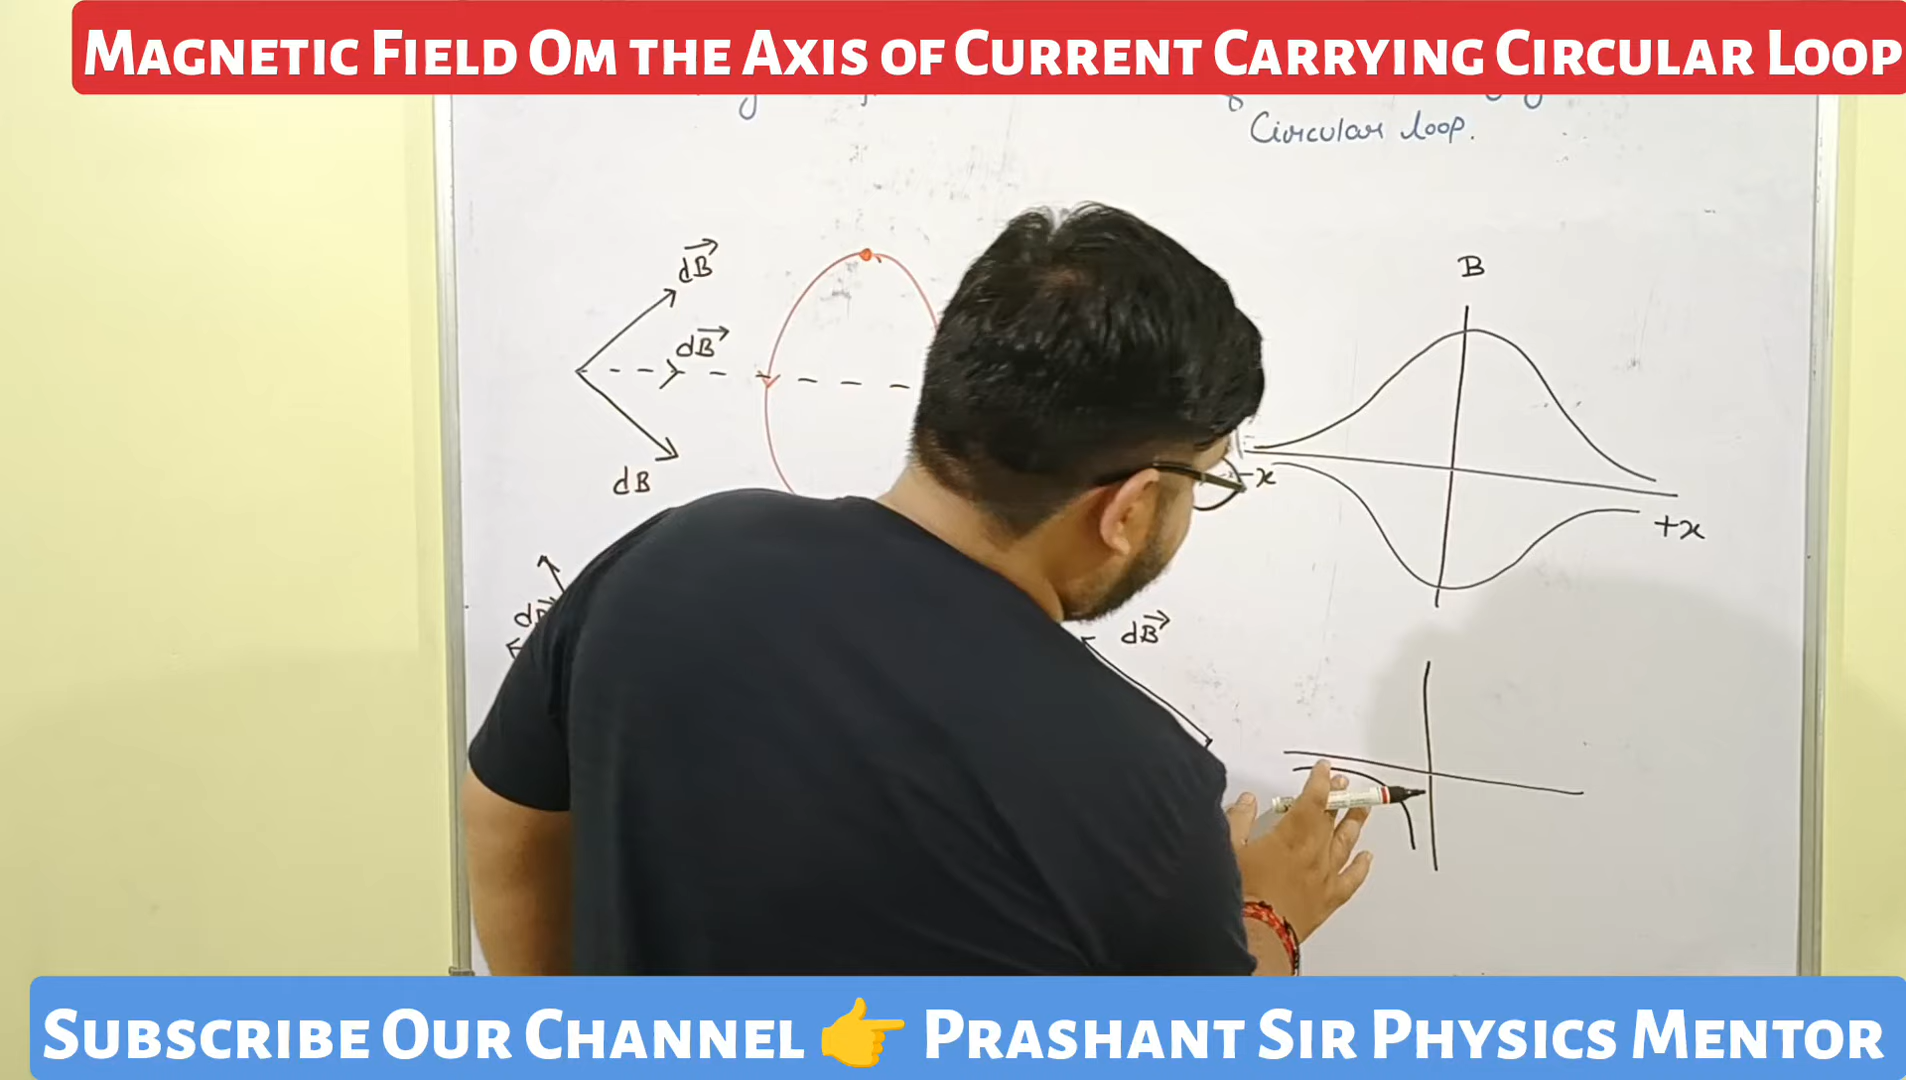 Magnetic Field Om the Axis of Current Carrying Circular Loop
Circular loop.
dB
dB
dB
B
-x
+x
dB
Subscribe Our Channel 👉 Prashant Sir Physics Mentor